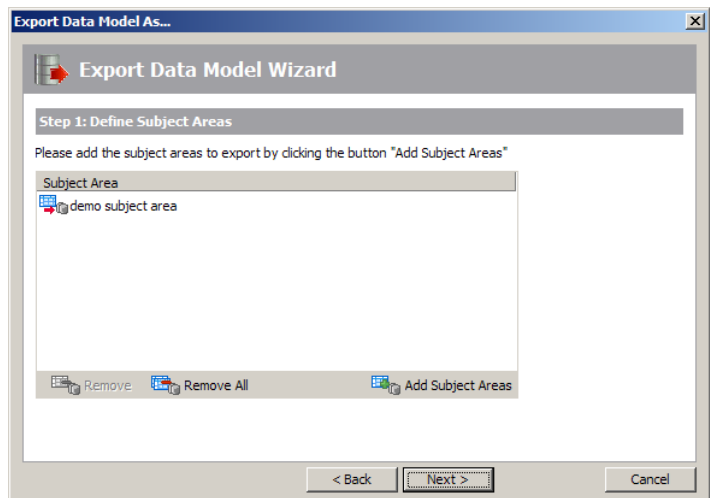 Export Data Model As...
Export Data Model Wizard
Step 1: Define Subject Areas
Please add the subject areas to export by clicking the button "Add Subject Areas"
Subject Area
demo subject area
Remove Remove All Add Subject Areas
< Back Next > Cancel